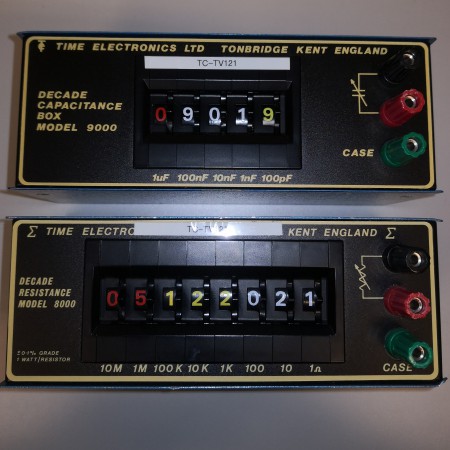 TIME ELECTRONICS LTD TONBRIDGE KENT ENGLAND
TC-TV121
DECADE
CAPACITANCE
BOX
MODEL 9000
0 9 0 1 9
1uF 100nF 10nF 1nF 100pF
CASE
Σ TIME ELECTRO KENT ENGLAND Σ
DECADE
RESISTANCE
MODEL 8000
0 5 1 2 2 0 2 1
WATT/RESISTOR
10M 1M 100K 10K 1K 100 10 1Ω
CASE